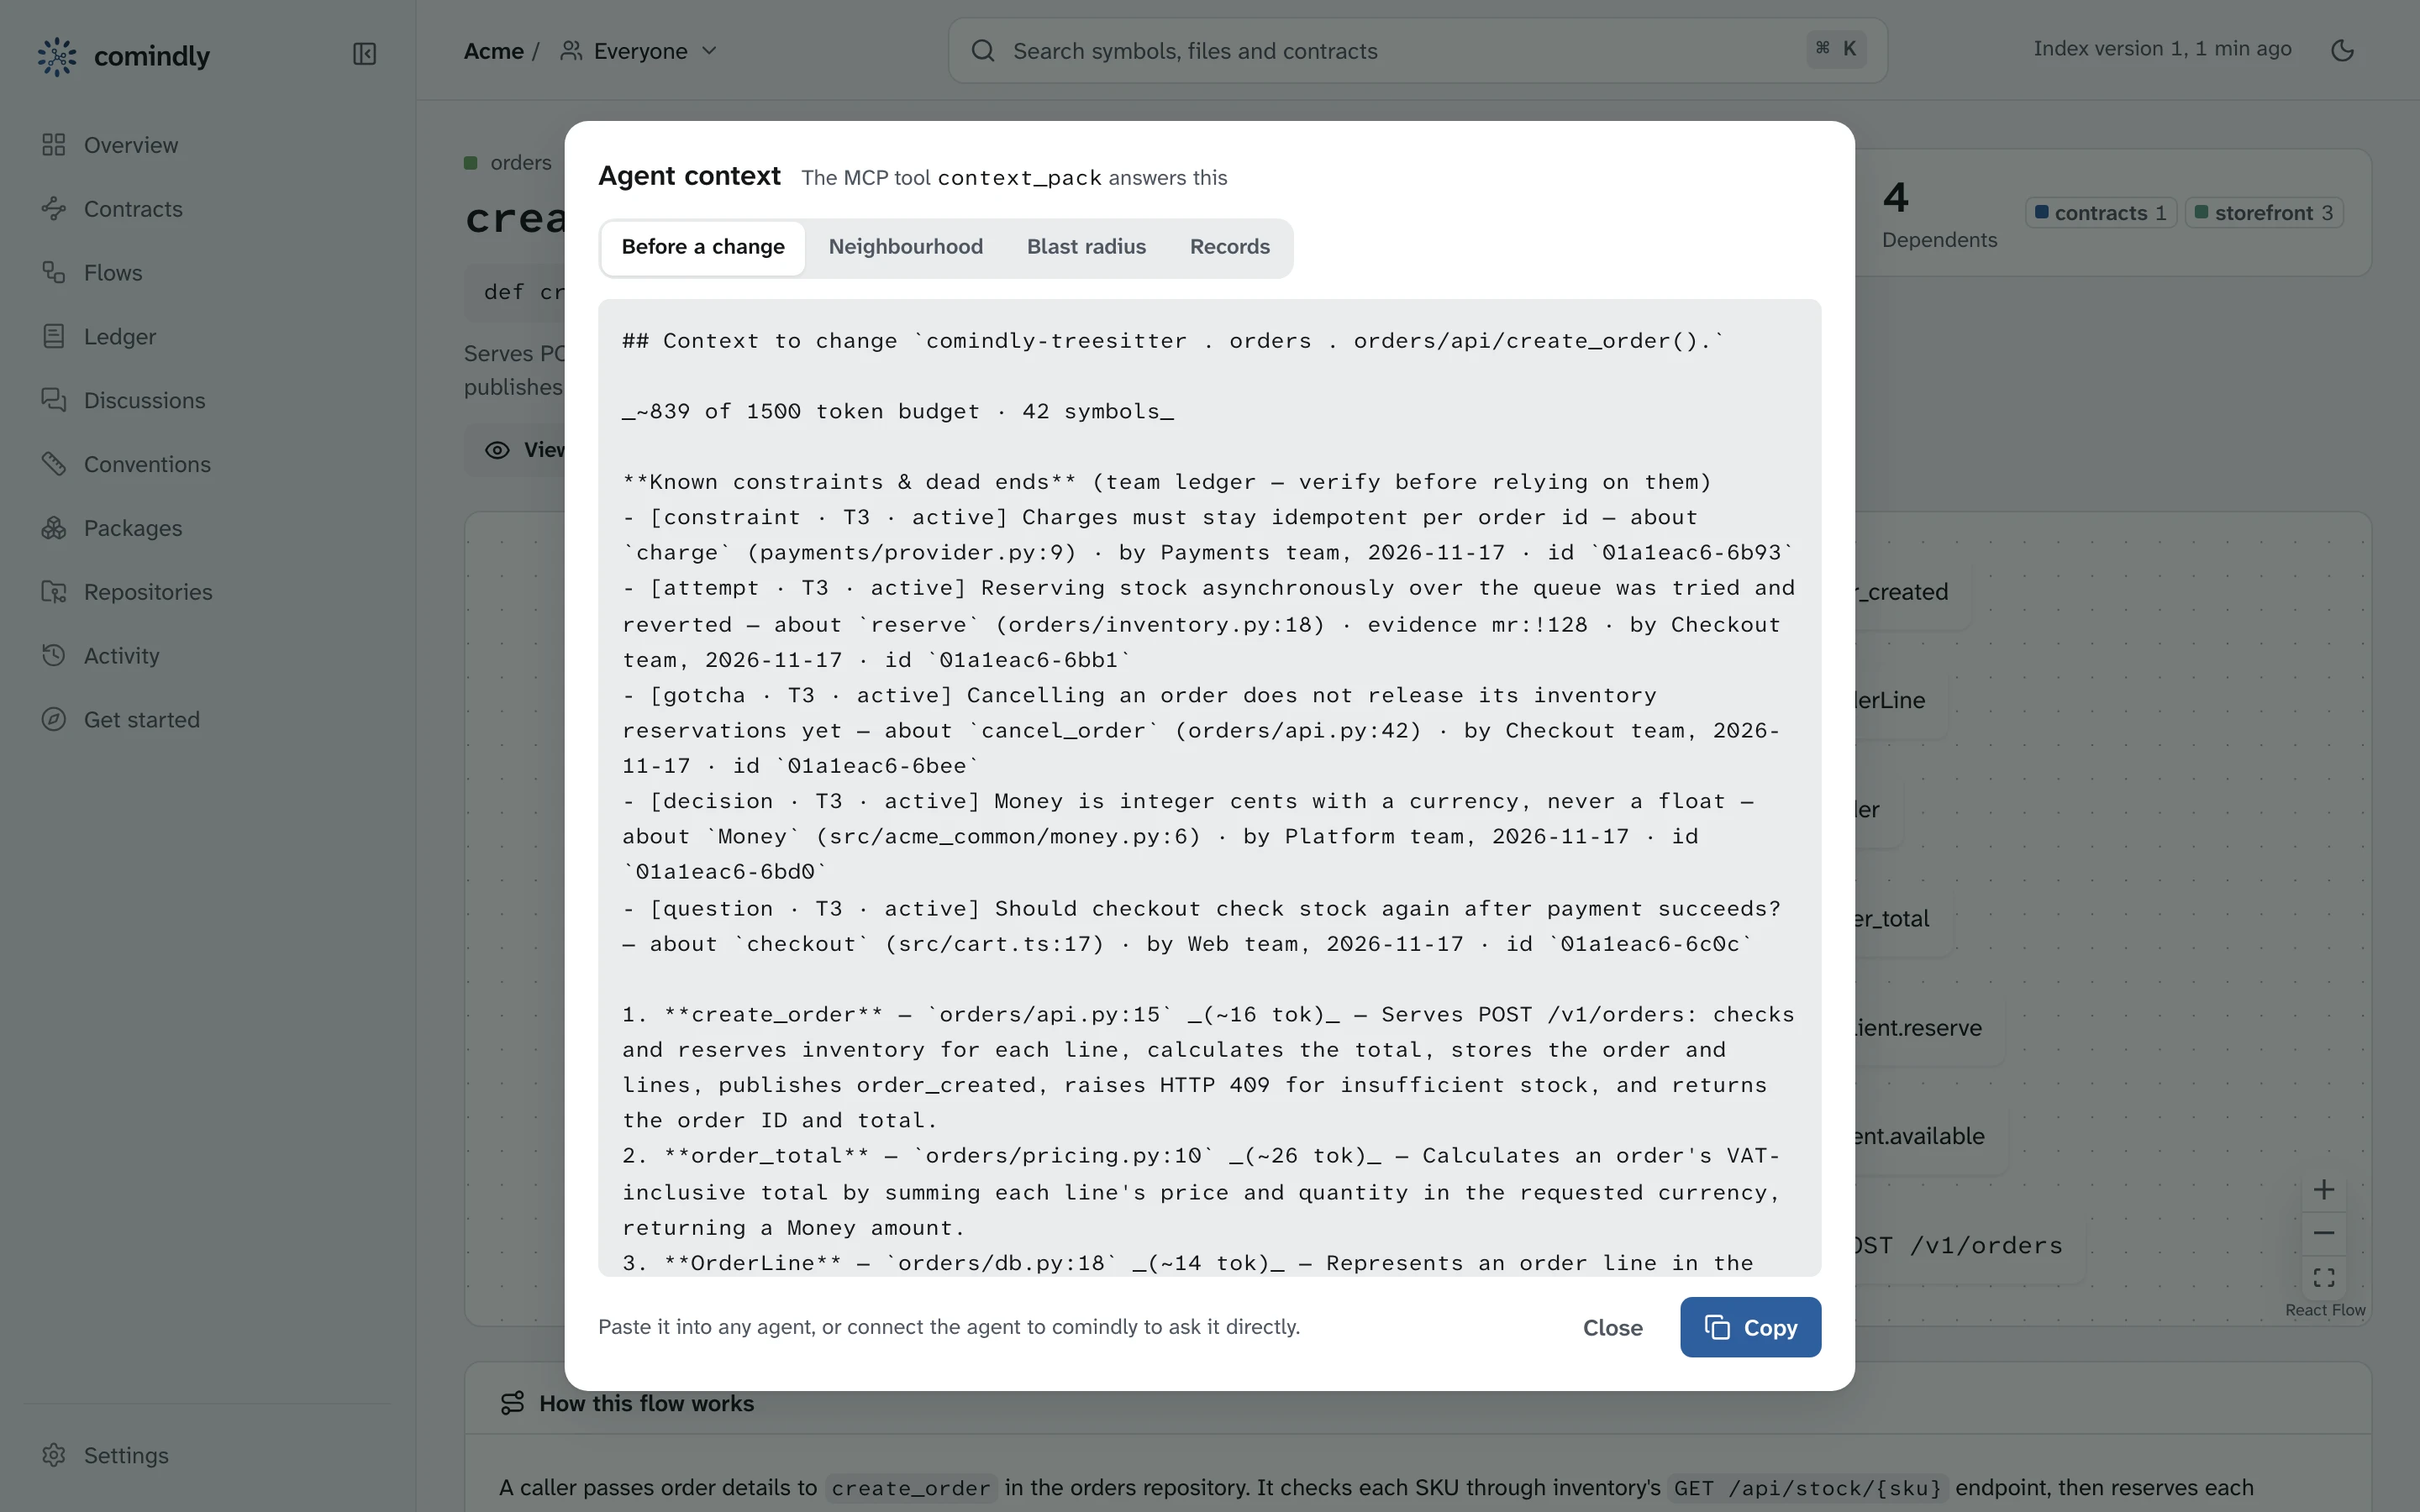 comindly
Overview
Contracts
Flows
Ledger
Discussions
Conventions
Packages
Repositories
Activity
Get started
Settings
Acme / Everyone
Search symbols, files and contracts
⌘ K
Index version 1, 1 min ago
orders
crea
def cr
Serves PO
publishes
View
4
Dependents
contracts 1
storefront 3
Agent context The MCP tool context_pack answers this
Before a change
Neighbourhood
Blast radius
Records
## Context to change `comindly-treesitter . orders . orders/api/create_order().`
_~839 of 1500 token budget · 42 symbols_
**Known constraints & dead ends** (team ledger — verify before relying on them)
- [constraint · T3 · active] Charges must stay idempotent per order id — about
`charge` (payments/provider.py:9) · by Payments team, 2026-11-17 · id `01a1eac6-6b93`
- [attempt · T3 · active] Reserving stock asynchronously over the queue was tried and
reverted — about `reserve` (orders/inventory.py:18) · evidence mr:!128 · by Checkout
team, 2026-11-17 · id `01a1eac6-6bb1`
- [gotcha · T3 · active] Cancelling an order does not release its inventory
reservations yet — about `cancel_order` (orders/api.py:42) · by Checkout team, 2026-
11-17 · id `01a1eac6-6bee`
- [decision · T3 · active] Money is integer cents with a currency, never a float —
about `Money` (src/acme_common/money.py:6) · by Platform team, 2026-11-17 · id
`01a1eac6-6bd0`
- [question · T3 · active] Should checkout check stock again after payment succeeds?
— about `checkout` (src/cart.ts:17) · by Web team, 2026-11-17 · id `01a1eac6-6c0c`
1. **create_order** — `orders/api.py:15` _(~16 tok)_ — Serves POST /v1/orders: checks
and reserves inventory for each line, calculates the total, stores the order and
lines, publishes order_created, raises HTTP 409 for insufficient stock, and returns
the order ID and total.
2. **order_total** — `orders/pricing.py:10` _(~26 tok)_ — Calculates an order's VAT-
inclusive total by summing each line's price and quantity in the requested currency,
returning a Money amount.
3. **OrderLine** — `orders/db.py:18` _(~14 tok)_ — Represents an order line in the
Paste it into any agent, or connect the agent to comindly to ask it directly.
Close
Copy
r_created
lerLine
ler
er_total
ient.reserve
ent.available
OST /v1/orders
React Flow
How this flow works
A caller passes order details to create_order in the orders repository. It checks each SKU through inventory's GET /api/stock/{sku} endpoint, then reserves each